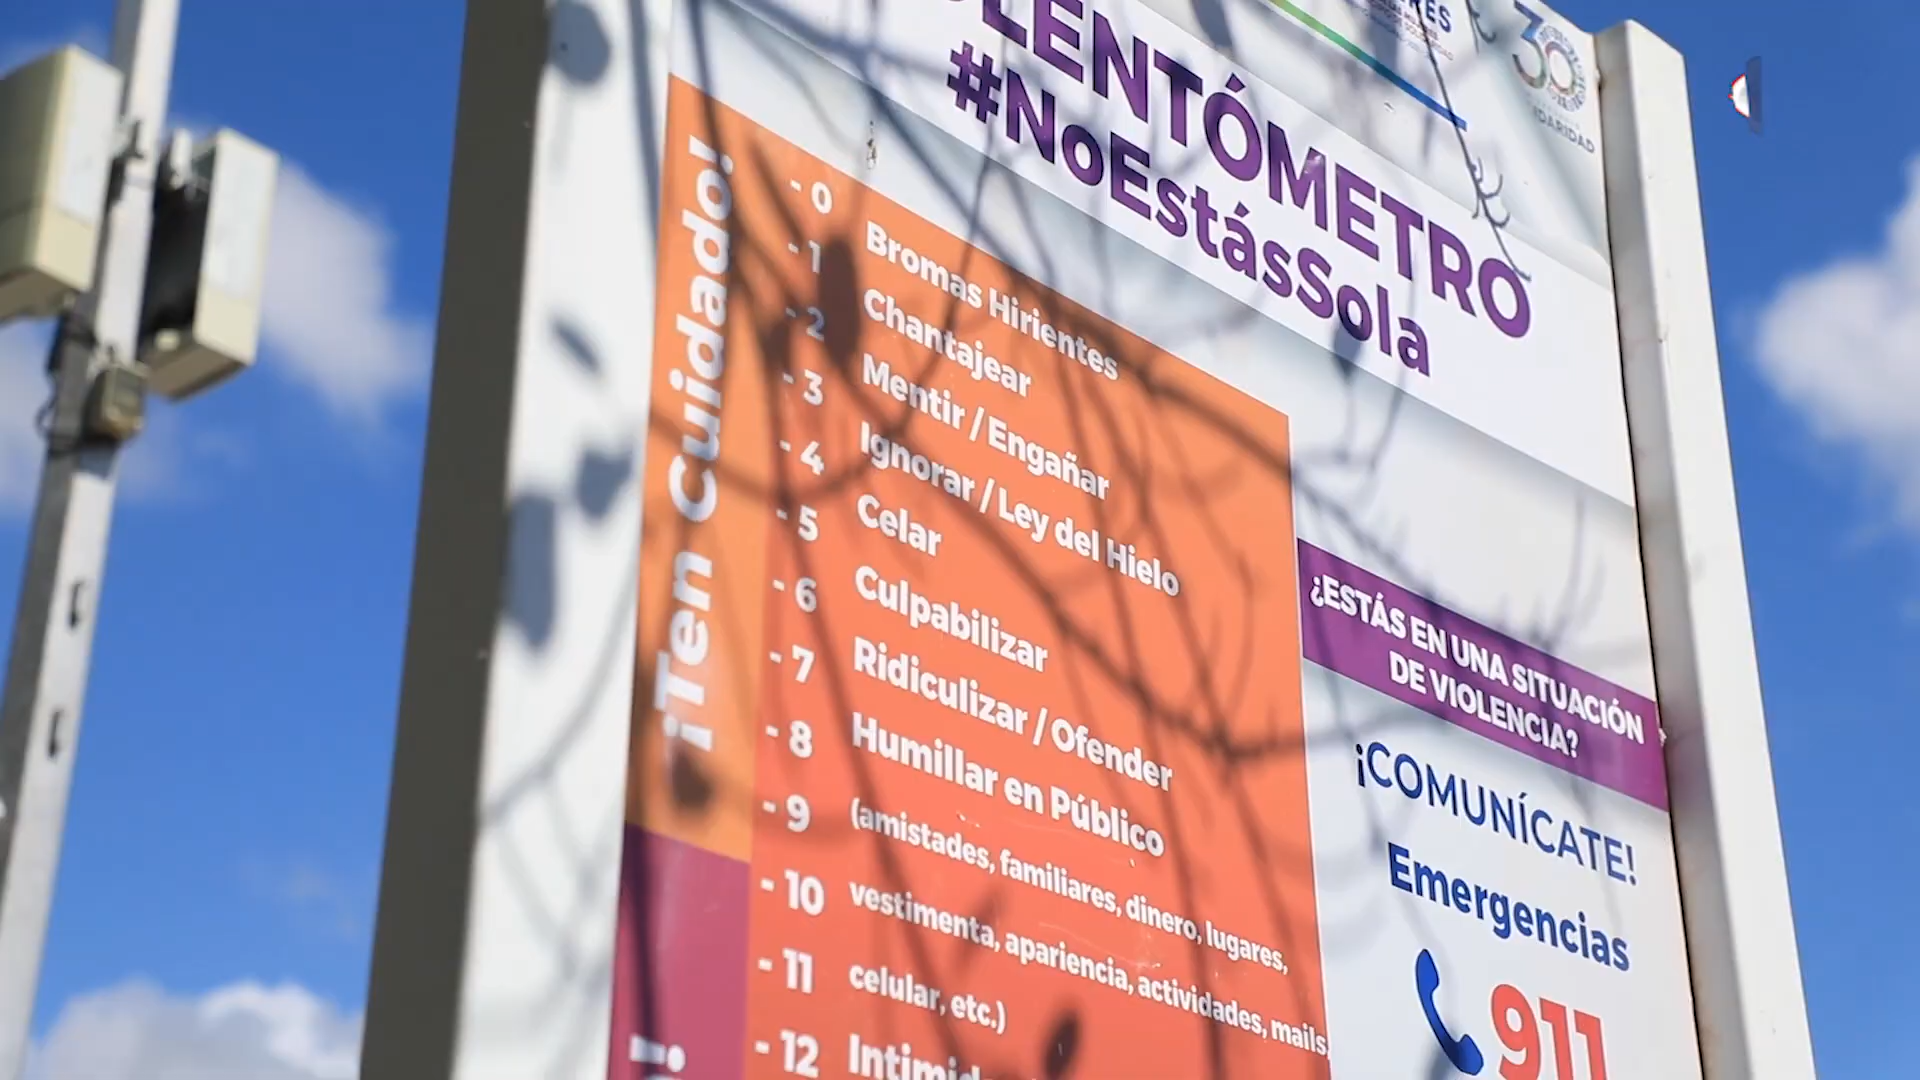 LENTÓMETRO
#NoEstásSola
¡Ten Cuidado!
- 0
- 1 Bromas Hirientes
- 2 Chantajear
- 3 Mentir / Engañar
- 4 Ignorar / Ley del Hielo
- 5 Celar
- 6 Culpabilizar
- 7 Ridiculizar / Ofender
- 8 Humillar en Público
- 9 (amistades, familiares, dinero, lugares,
- 10 vestimenta, apariencia, actividades, mails,
- 11 celular, etc.)
- 12 Intimid
¿ESTÁS EN UNA SITUACIÓN
DE VIOLENCIA?
¡COMUNÍCATE!
Emergencias
911
30